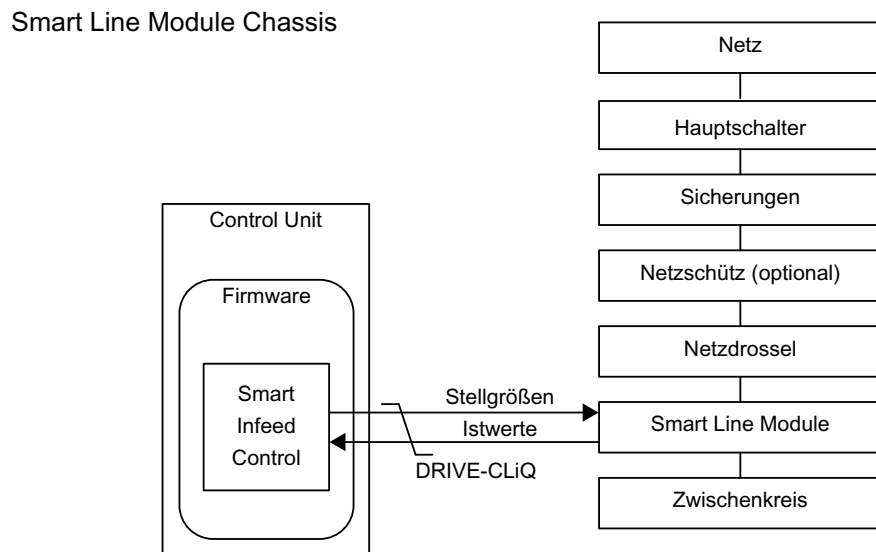 Smart Line Module Chassis
Netz
Hauptschalter
Sicherungen
Control Unit
Netzschütz (optional)
Firmware
Netzdrossel
Smart
Infeed
Control
Stellgrößen
Istwerte
DRIVE-CLiQ
Smart Line Module
Zwischenkreis